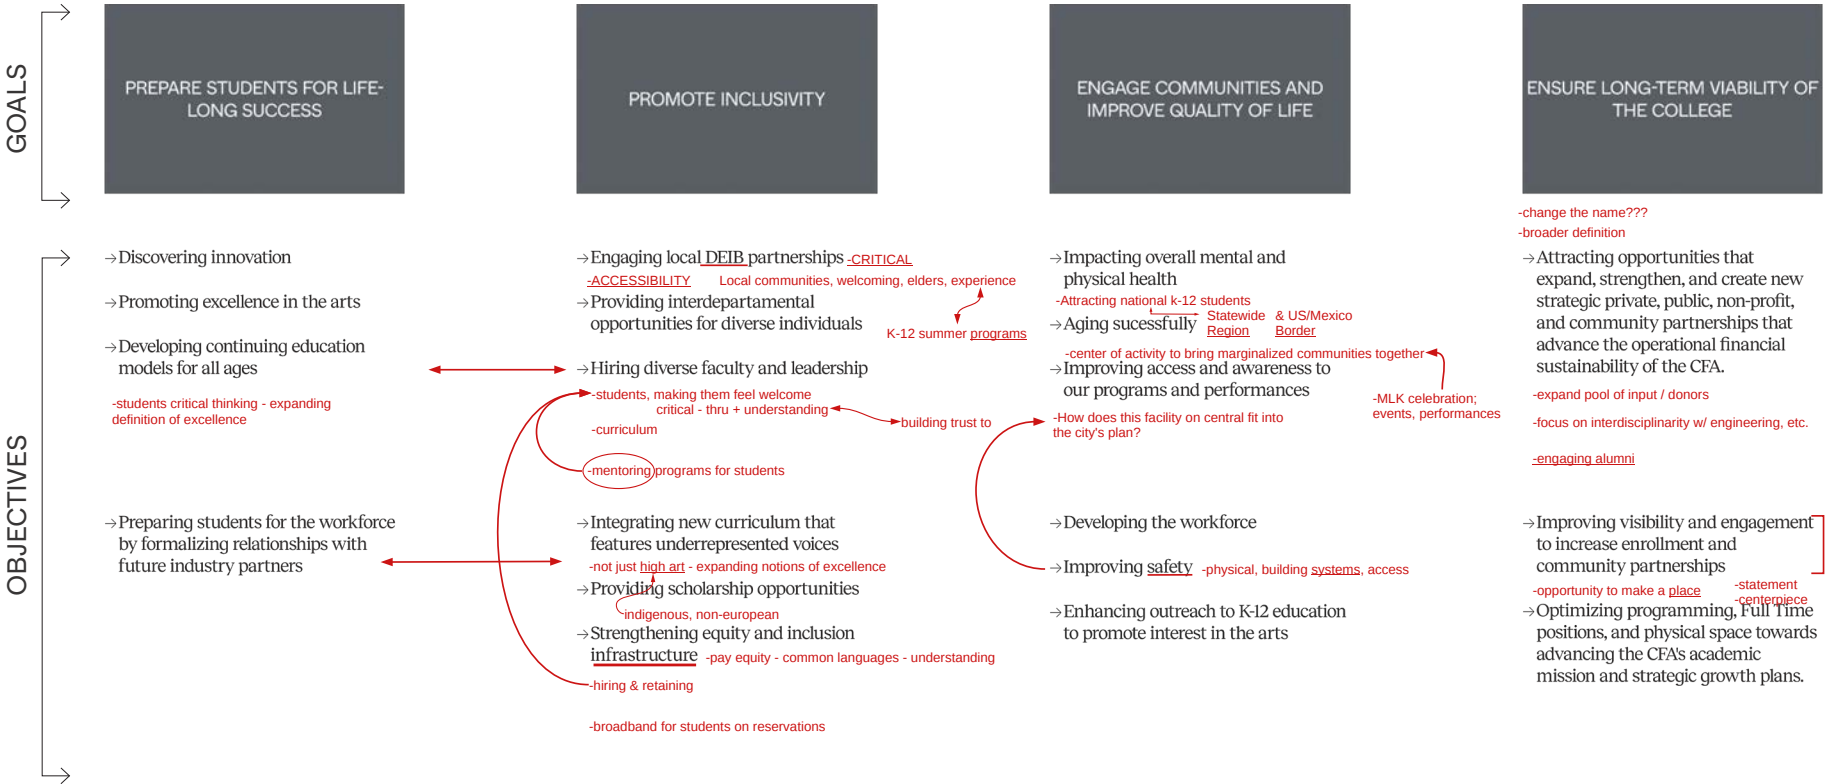 GOALS
PREPARE STUDENTS FOR LIFE-
LONG SUCCESS
PROMOTE INCLUSIVITY
ENGAGE COMMUNITIES AND
IMPROVE QUALITY OF LIFE
ENSURE LONG-TERM VIABILITY OF
THE COLLEGE
OBJECTIVES
→Discovering innovation
→Promoting excellence in the arts
→Developing continuing education
models for all ages
-students critical thinking - expanding
definition of excellence
→Preparing students for the workforce
by formalizing relationships with
future industry partners
→Engaging local DEIB partnerships -CRITICAL
-ACCESSIBILITY Local communities, welcoming, elders, experience
→Providing interdepartamental
opportunities for diverse individuals
K-12 summer programs
→Hiring diverse faculty and leadership
-students, making them feel welcome
critical - thru + understanding
building trust to
-curriculum
-mentoring programs for students
→Integrating new curriculum that
features underrepresented voices
-not just high art - expanding notions of excellence
→Providing scholarship opportunities
indigenous, non-european
→Strengthening equity and inclusion
infrastructure -pay equity - common languages - understanding
-hiring & retaining
-broadband for students on reservations
→Impacting overall mental and
physical health
-Attracting national k-12 students
→Aging sucessfully
Statewide & US/Mexico
Region Border
-center of activity to bring marginalized communities together
→Improving access and awareness to
our programs and performances
-MLK celebration;
events, performances
-How does this facility on central fit into
the city's plan?
→Developing the workforce
→Improving safety -physical, building systems, access
→Enhancing outreach to K-12 education
to promote interest in the arts
-change the name???
-broader definition
→Attracting opportunities that
expand, strengthen, and create new
strategic private, public, non-profit,
and community partnerships that
advance the operational financial
sustainability of the CFA.
-expand pool of input / donors
-focus on interdisciplinarity w/ engineering, etc.
-engaging alumni
→Improving visibility and engagement
to increase enrollment and
community partnerships
-opportunity to make a place
-statement
-centerpiece
→Optimizing programming, Full Time
positions, and physical space towards
advancing the CFA's academic
mission and strategic growth plans.